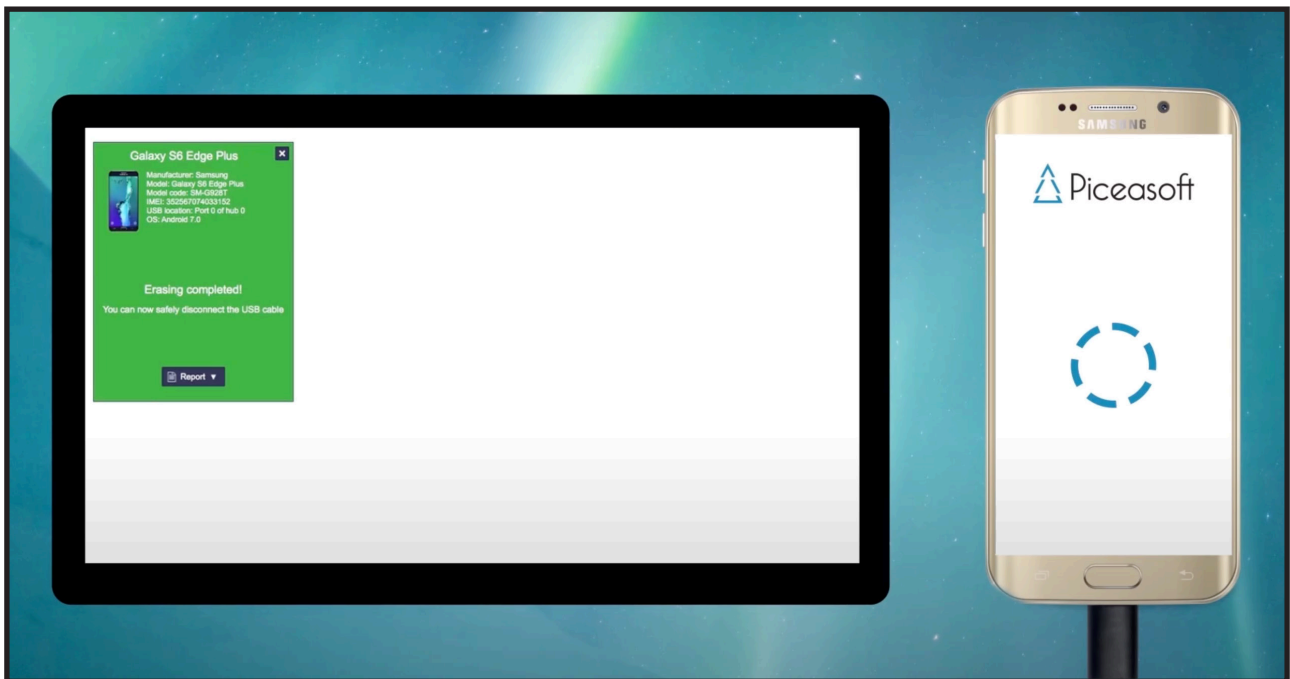 Galaxy S6 Edge Plus
Manufacturer: Samsung
Model: Galaxy S6 Edge Plus
Model code: SM-G928T
IMEI: 352567074033152
USB location: Port 0 of hub 0
OS: Android 7.0
Erasing completed!
You can now safely disconnect the USB cable
Report
SAMSUNG
Piceasoft